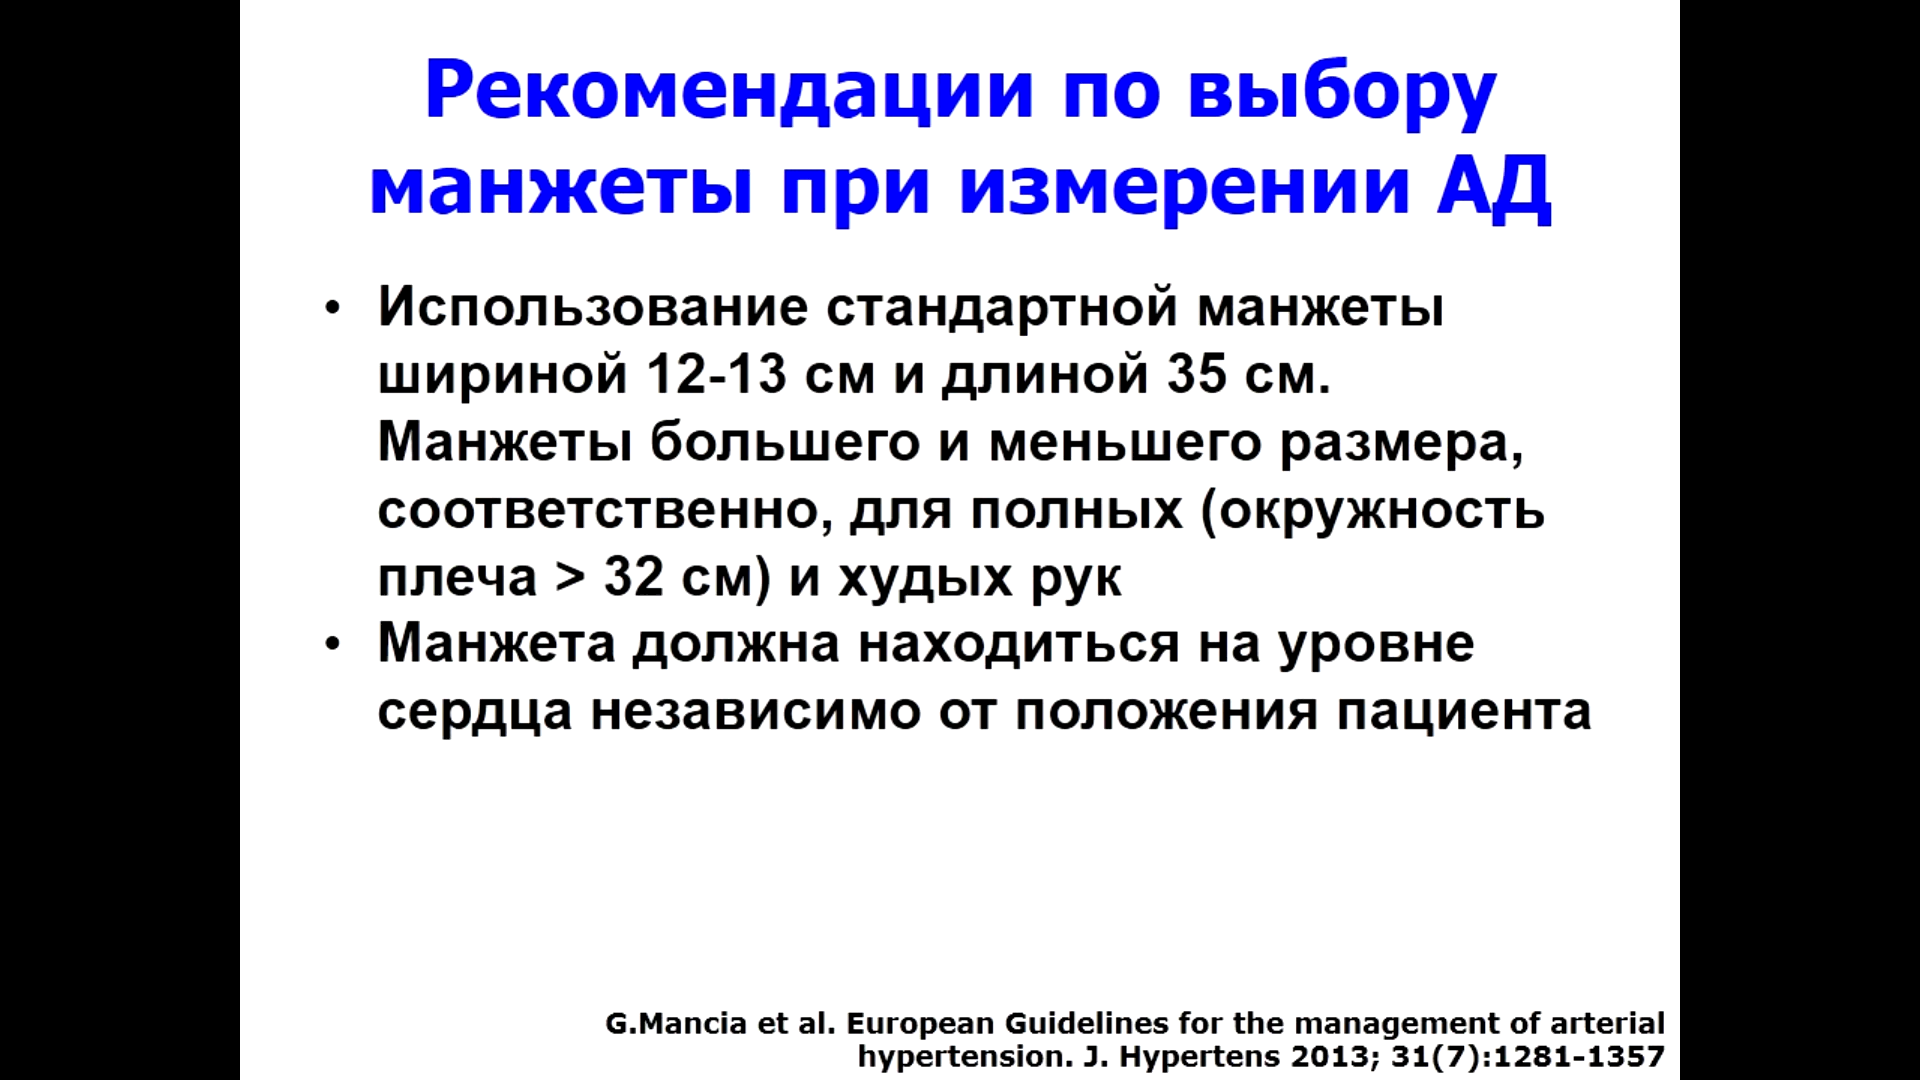 Рекомендации по выбору
манжеты при измерении АД
• Использование стандартной манжеты
шириной 12-13 см и длиной 35 см.
Манжеты большего и меньшего размера,
соответственно, для полных (окружность
плеча > 32 см) и худых рук
• Манжета должна находиться на уровне
сердца независимо от положения пациента
G.Mancia et al. European Guidelines for the management of arterial
hypertension. J. Hypertens 2013; 31(7):1281-1357